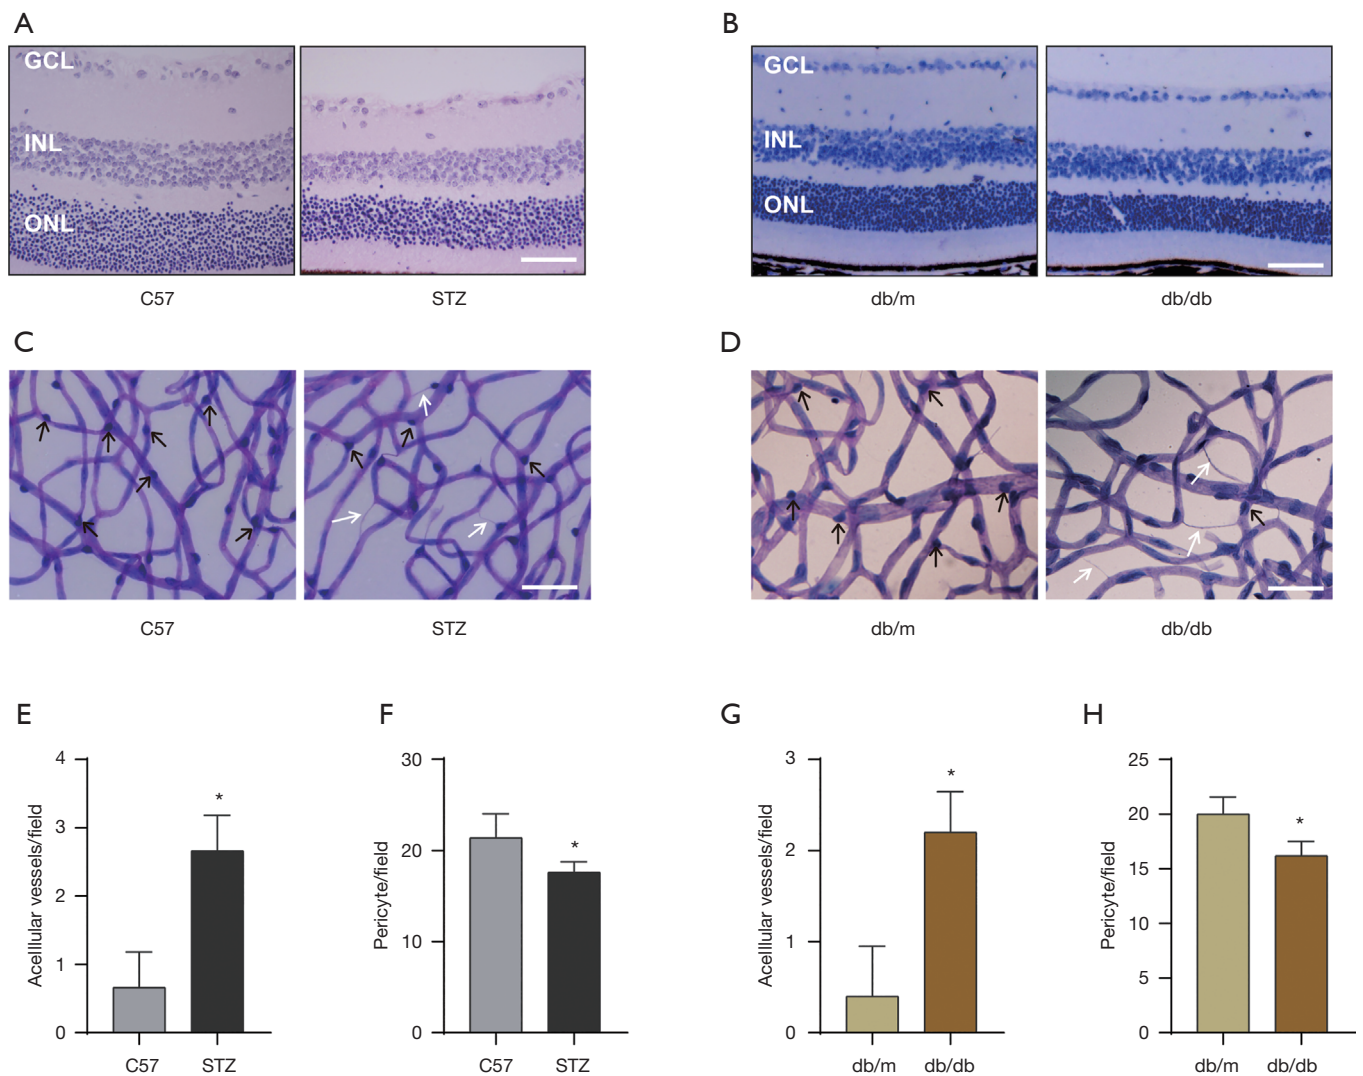 A
B
GCL
INL
ONL
GCL
INL
ONL
C57
STZ
db/m
db/db
C
D
C57
STZ
db/m
db/db
E
F
G
H
4
3
2
1
0
Acelllular vessels/field
*
C57
STZ
30
20
10
0
Pericyte/field
*
C57
STZ
3
2
1
0
Acelllular vessels/field
*
db/m
db/db
25
20
15
10
5
0
Pericyte/field
*
db/m
db/db